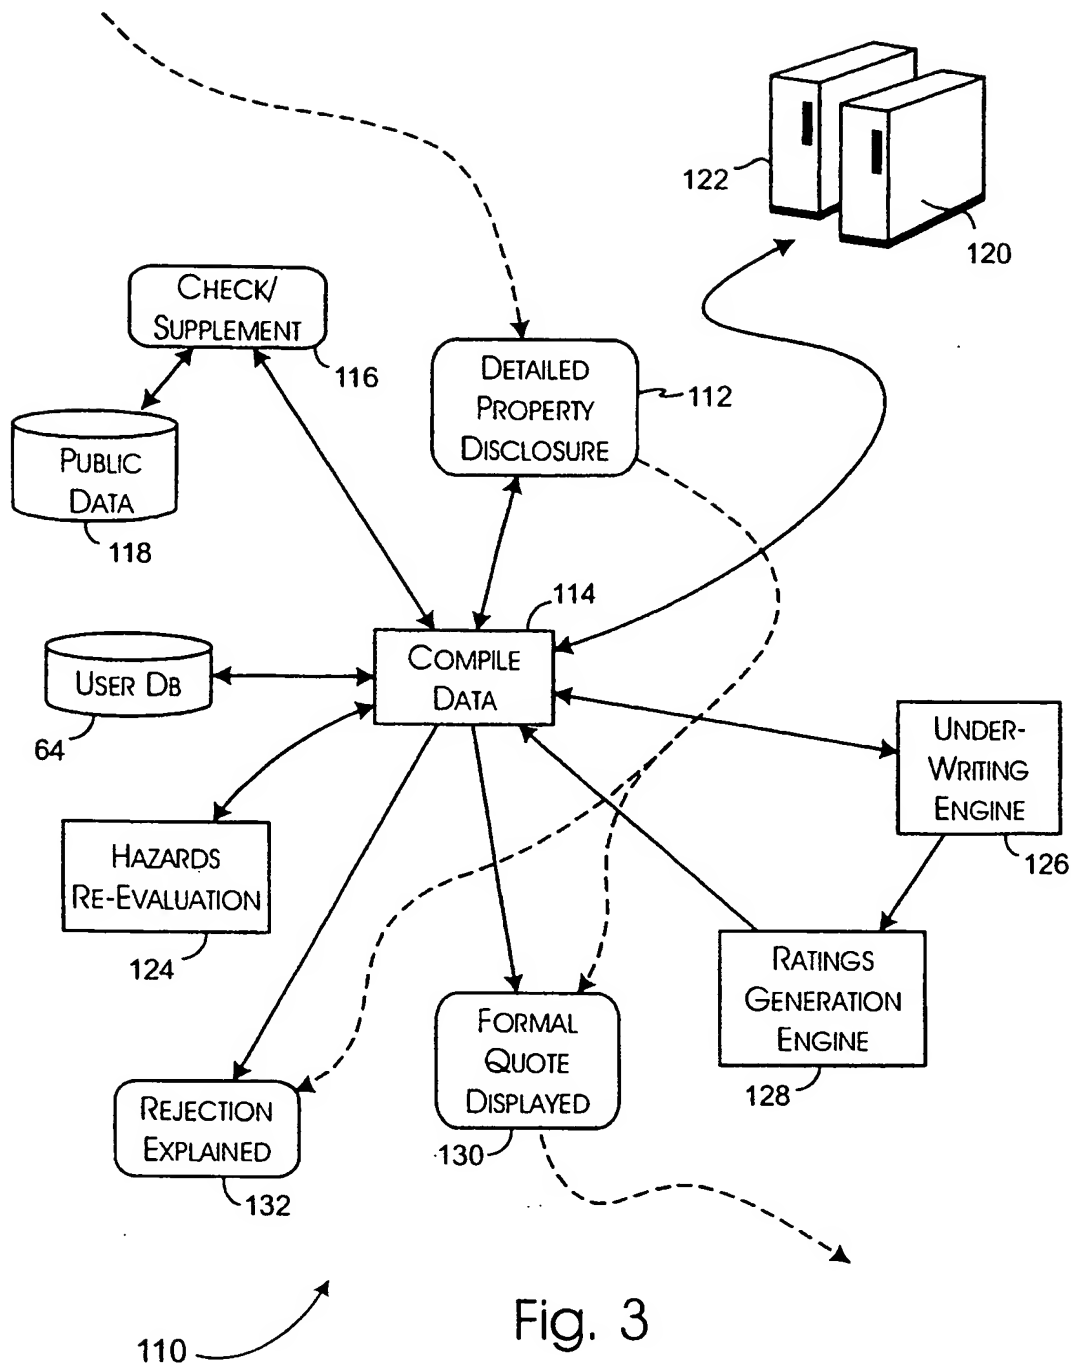 122
120
CHECK/
SUPPLEMENT
116
DETAILED
PROPERTY
DISCLOSURE
112
PUBLIC
DATA
118
114
COMPILE
DATA
USER DB
64
UNDER-
WRITING
ENGINE
126
HAZARDS
RE-EVALUATION
124
RATINGS
GENERATION
ENGINE
128
FORMAL
QUOTE
DISPLAYED
130
REJECTION
EXPLAINED
132
110
Fig. 3